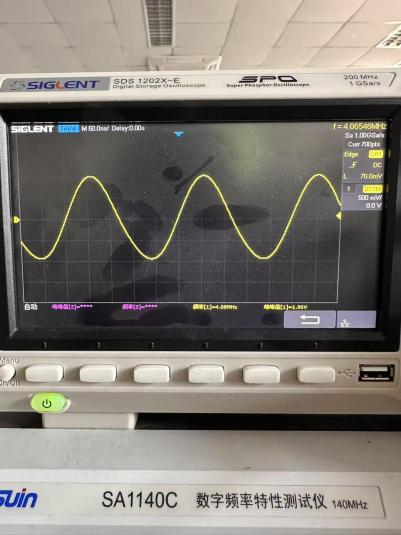 SIGLENT SDS 1202X-E Digital Storage Oscilloscope SPO Super Phosphor Oscilloscope 200 MHz 1 GSa/s
SIGLENT Trig'd M 50.0ns/ Delay:0.00s f = 4.06546MHz
Sa 1.00GSa/s
Curr 700pts
Edge CH1
DC
L 70.0mV
1 DC1M
500 mV/
0.0 V
自动 峰峰值[2]=**** 频率[2]=**** 频率[1]=4.08MHz 峰峰值[1]=1.96V
Menu
On/Off
Suin SA1140C 数字频率特性测试仪 140MHz